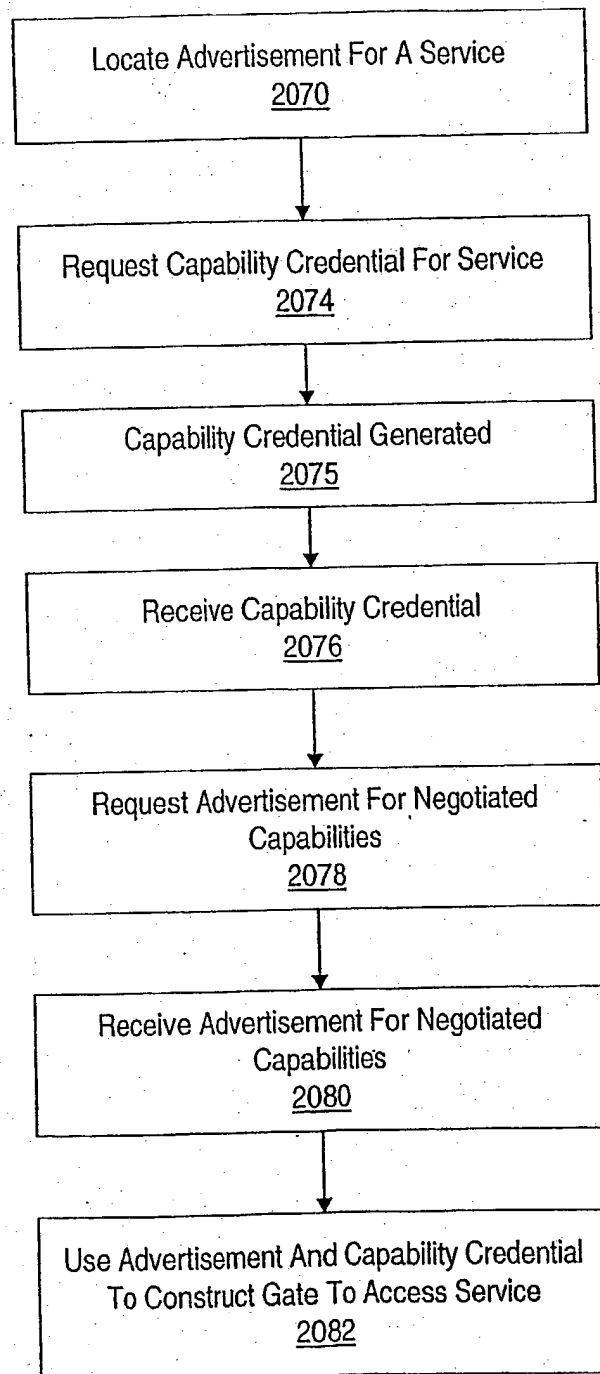 Locate Advertisement For A Service
2070
Request Capability Credential For Service
2074
Capability Credential Generated
2075
Receive Capability Credential
2076
Request Advertisement For Negotiated
Capabilities
2078
Receive Advertisement For Negotiated
Capabilities
2080
Use Advertisement And Capability Credential
To Construct Gate To Access Service
2082